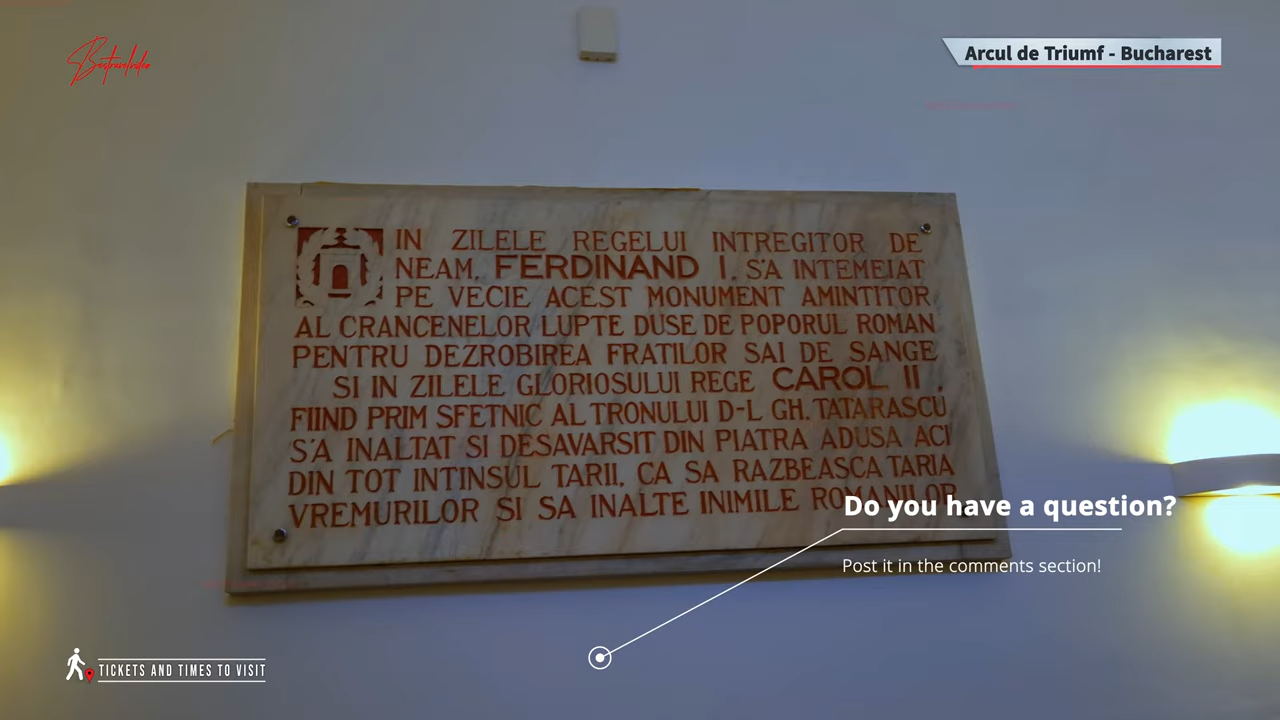 Arcul de Triumf - Bucharest
IN ZILELE REGELUI INTREGITOR DE
NEAM, FERDINAND I, S'A INTEMEIAT
PE VECIE ACEST MONUMENT AMINTITOR
AL CRANCENELOR LUPTE DUSE DE POPORUL ROMAN
PENTRU DEZROBIREA FRATILOR SAI DE SANGE
SI IN ZILELE GLORIOSULUI REGE CAROL II,
FIIND PRIM SFETNIC AL TRONULUI D-L GH. TATARASCU
S'A INALTAT SI DESAVARSIT DIN PIATRA ADUSA ACI
DIN TOT INTINSUL TARII, CA SA RAZBEASCA TARIA
VREMURILOR SI SA INALTE INIMILE ROMANILOR
Do you have a question?
Post it in the comments section!
TICKETS AND TIMES TO VISIT